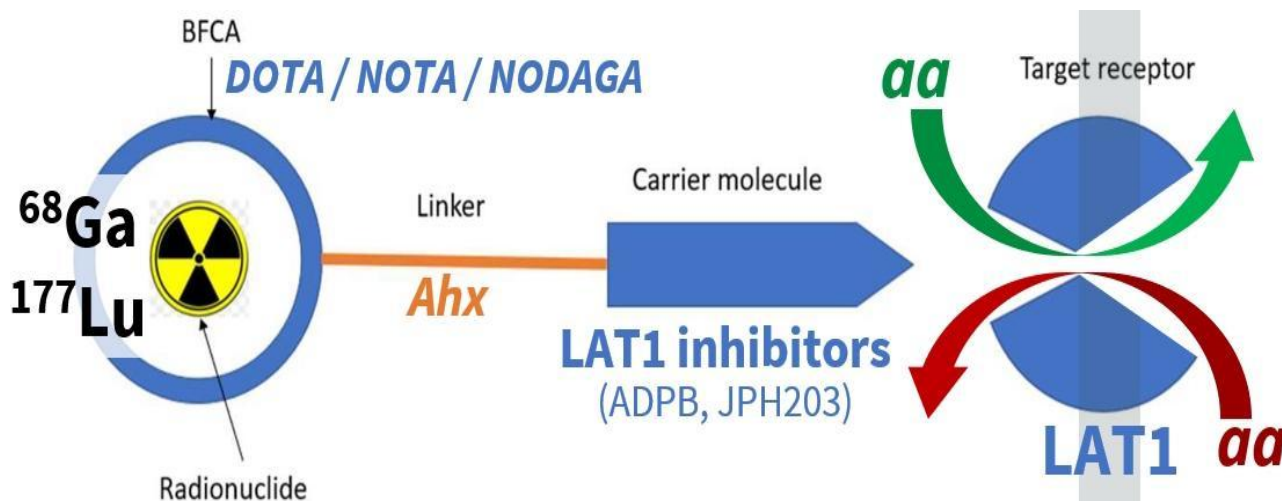 BFCA
DOTA / NOTA / NODAGA
⁶⁸Ga
¹⁷⁷Lu
Radionuclide
Linker
Ahx
Carrier molecule
LAT1 inhibitors
(ADPB, JPH203)
aa
Target receptor
LAT1
aa